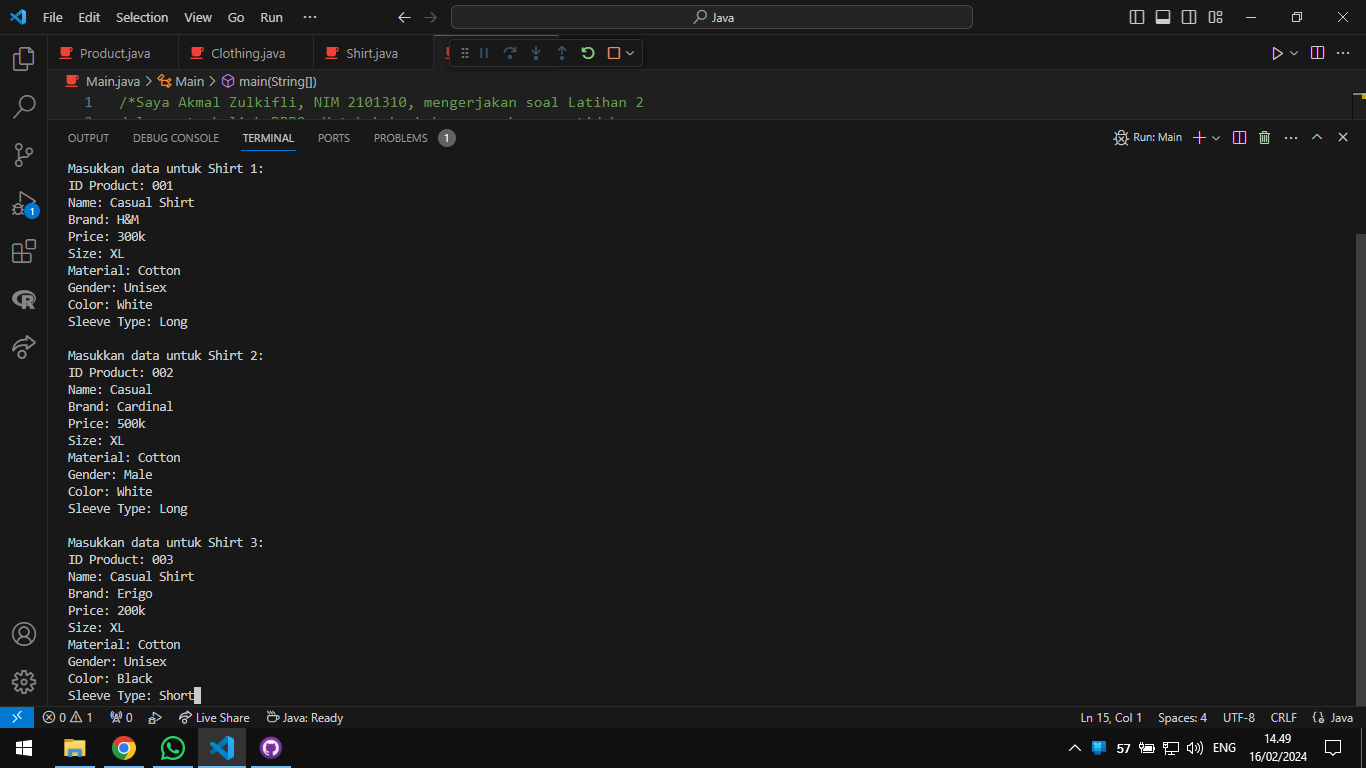 File Edit Selection View Go Run ··· Java
Product.java Clothing.java Shirt.java
Main.java > Main > main(String[])
1 /*Saya Akmal Zulkifli, NIM 2101310, mengerjakan soal Latihan 2
OUTPUT DEBUG CONSOLE TERMINAL PORTS PROBLEMS 1 Run: Main
Masukkan data untuk Shirt 1:
ID Product: 001
Name: Casual Shirt
Brand: H&M
Price: 300k
Size: XL
Material: Cotton
Gender: Unisex
Color: White
Sleeve Type: Long
Masukkan data untuk Shirt 2:
ID Product: 002
Name: Casual
Brand: Cardinal
Price: 500k
Size: XL
Material: Cotton
Gender: Male
Color: White
Sleeve Type: Long
Masukkan data untuk Shirt 3:
ID Product: 003
Name: Casual Shirt
Brand: Erigo
Price: 200k
Size: XL
Material: Cotton
Gender: Unisex
Color: Black
Sleeve Type: Short
1
0 1 0 Live Share Java: Ready Ln 15, Col 1 Spaces: 4 UTF-8 CRLF Java
57 ENG 14.49
16/02/2024